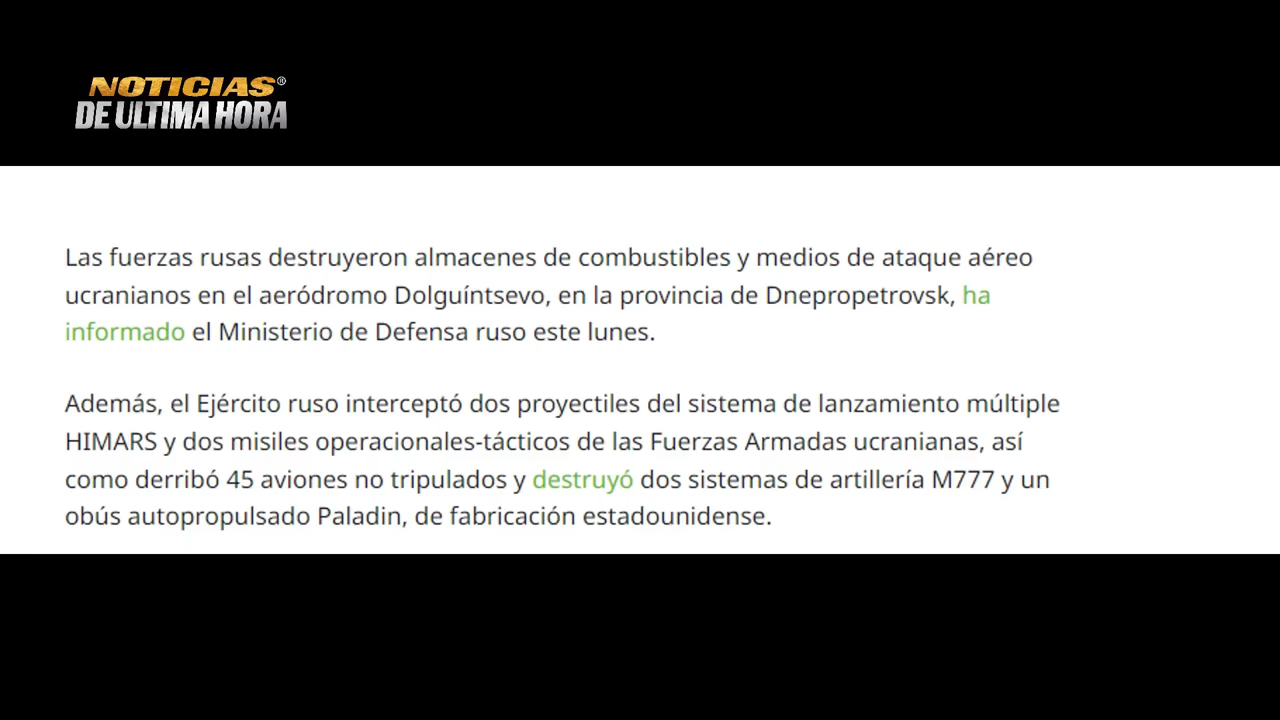 NOTICIAS®
DE ULTIMA HORA
Las fuerzas rusas destruyeron almacenes de combustibles y medios de ataque aéreo
ucranianos en el aeródromo Dolguíntsevo, en la provincia de Dnepropetrovsk, ha
informado el Ministerio de Defensa ruso este lunes.
Además, el Ejército ruso interceptó dos proyectiles del sistema de lanzamiento múltiple
HIMARS y dos misiles operacionales-tácticos de las Fuerzas Armadas ucranianas, así
como derribó 45 aviones no tripulados y destruyó dos sistemas de artillería M777 y un
obús autopropulsado Paladin, de fabricación estadounidense.